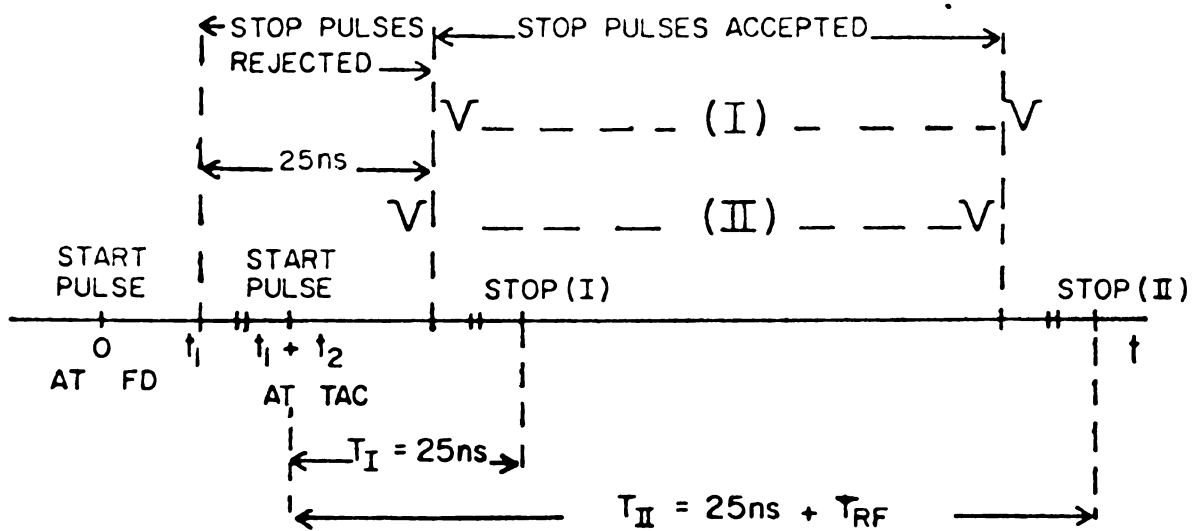 STOP PULSES
REJECTED
STOP PULSES ACCEPTED
(I)
25ns
(II)
START
PULSE
START
PULSE
STOP(I)
STOP(II)
0
t₁
t₁ + t₂
t
AT FD
AT TAC
T_I = 25ns
T_II = 25ns + T_RF